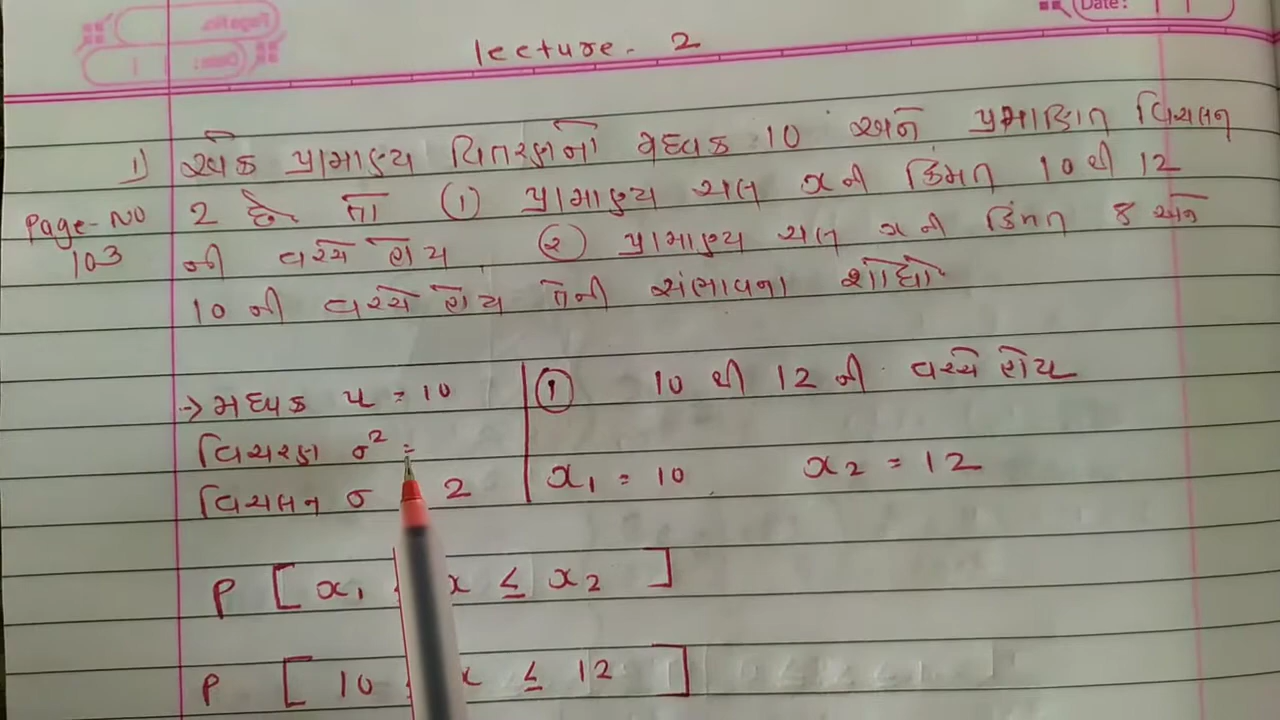 Date:
lecture - 2
1) એક પ્રામાણ્ય વિતરણનો મધ્યક 10 અને પ્રમાણિત વિચલન
Page-No 2 છે તો (1) પ્રામાણ્ય ચલ x ની કિંમત 10 થી 12
103 ની વચ્ચે હોય (2) પ્રામાણ્ય ચલ x ની કિંમત 8 અને
10 ની વચ્ચે હોય તેની સંભાવના શોધો
→ મધ્યક μ = 10
વિચરણ σ² =
વિચલન σ 2
① 10 થી 12 ની વચ્ચે હોય
x₁ = 10 x₂ = 12
P [ x₁ x ≤ x₂ ]
P [ 10 x ≤ 12 ]